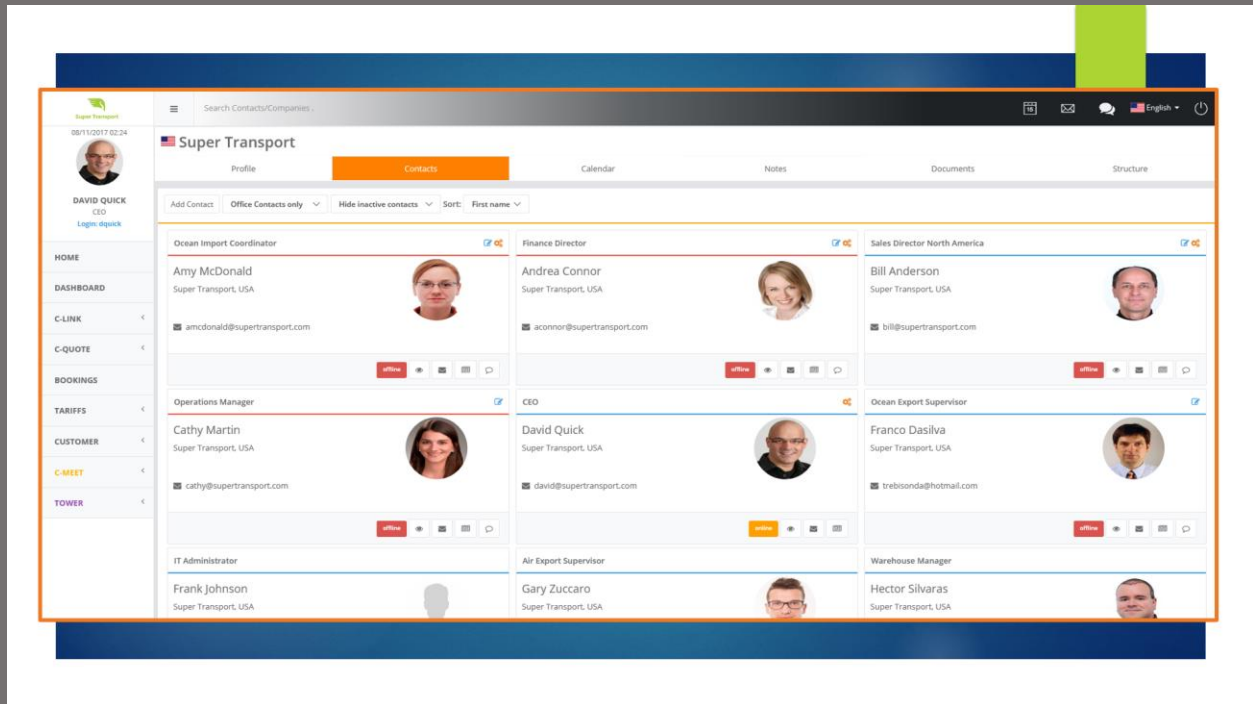 Super Transport
Search Contacts/Companies .
15
English
08/11/2017 02:24
DAVID QUICK
CEO
Login: dquick
HOME
DASHBOARD
C-LINK
C-QUOTE
BOOKINGS
TARIFFS
CUSTOMER
C-MEET
TOWER
Super Transport
Profile Contacts Calendar Notes Documents Structure
Add Contact Office Contacts only Hide inactive contacts Sort: First name
Ocean Import Coordinator
Amy McDonald
Super Transport, USA
amcdonald@supertransport.com
offline
Finance Director
Andrea Connor
Super Transport, USA
aconnor@supertransport.com
offline
Sales Director North America
Bill Anderson
Super Transport, USA
bill@supertransport.com
offline
Operations Manager
Cathy Martin
Super Transport, USA
cathy@supertransport.com
offline
CEO
David Quick
Super Transport, USA
david@supertransport.com
online
Ocean Export Supervisor
Franco Dasilva
Super Transport, USA
trebisonda@hotmail.com
offline
IT Administrator
Frank Johnson
Super Transport, USA
Air Export Supervisor
Gary Zuccaro
Super Transport, USA
Warehouse Manager
Hector Silvaras
Super Transport, USA